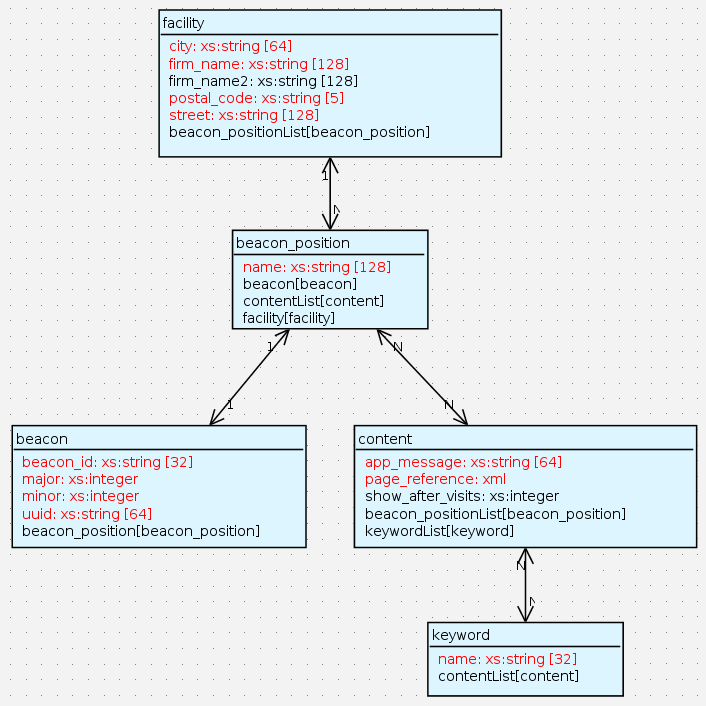 facility
city: xs:string [64]
firm_name: xs:string [128]
firm_name2: xs:string [128]
postal_code: xs:string [5]
street: xs:string [128]
beacon_positionList[beacon_position]
1
N
beacon_position
name: xs:string [128]
beacon[beacon]
contentList[content]
facility[facility]
1
N
1
N
beacon
beacon_id: xs:string [32]
major: xs:integer
minor: xs:integer
uuid: xs:string [64]
beacon_position[beacon_position]
content
app_message: xs:string [64]
page_reference: xml
show_after_visits: xs:integer
beacon_positionList[beacon_position]
keywordList[keyword]
N
N
keyword
name: xs:string [32]
contentList[content]